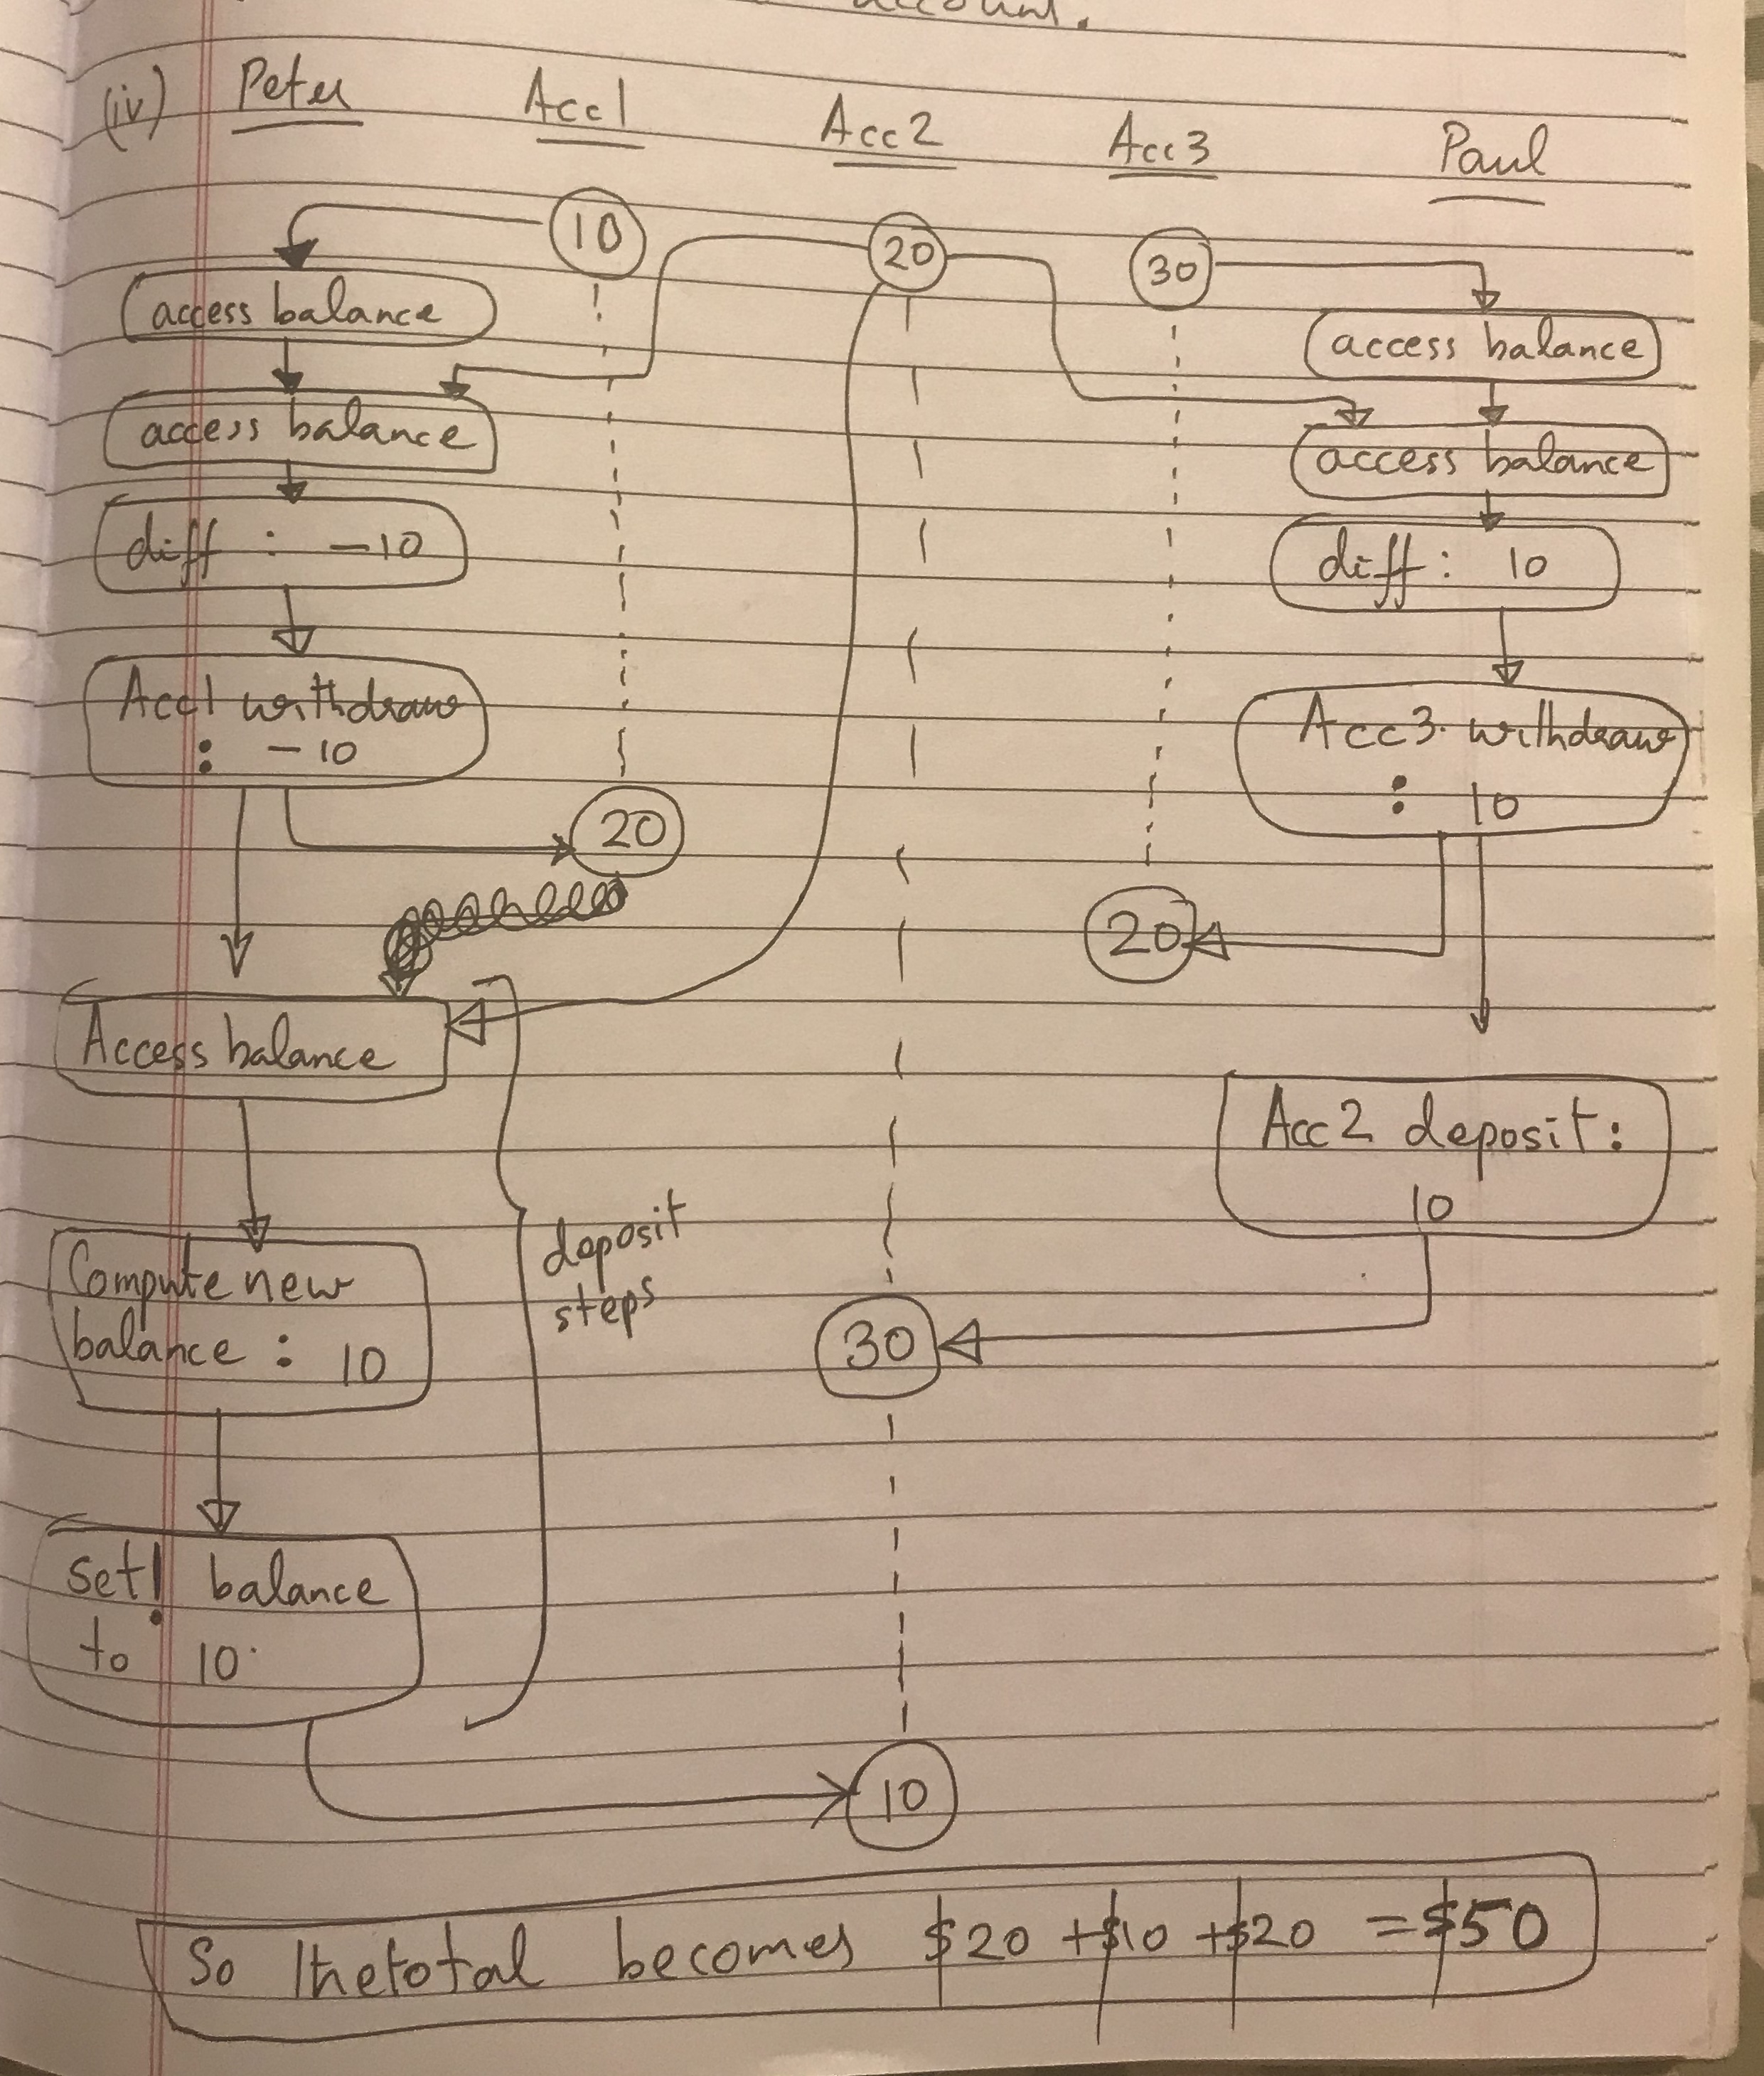 account.
(iv) Peter Acc1 Acc2 Acc3 Paul
10 20 30
access balance
access balance
access balance
access balance
diff : -10
diff : 10
Acc1 withdraw
: -10
Acc3 withdraw
: 10
20
20
Access balance
Acc2 deposit:
10
deposit
steps
Compute new
balance : 10
30
set! balance
to 10
10
So the total becomes $20 + $10 + $20 = $50